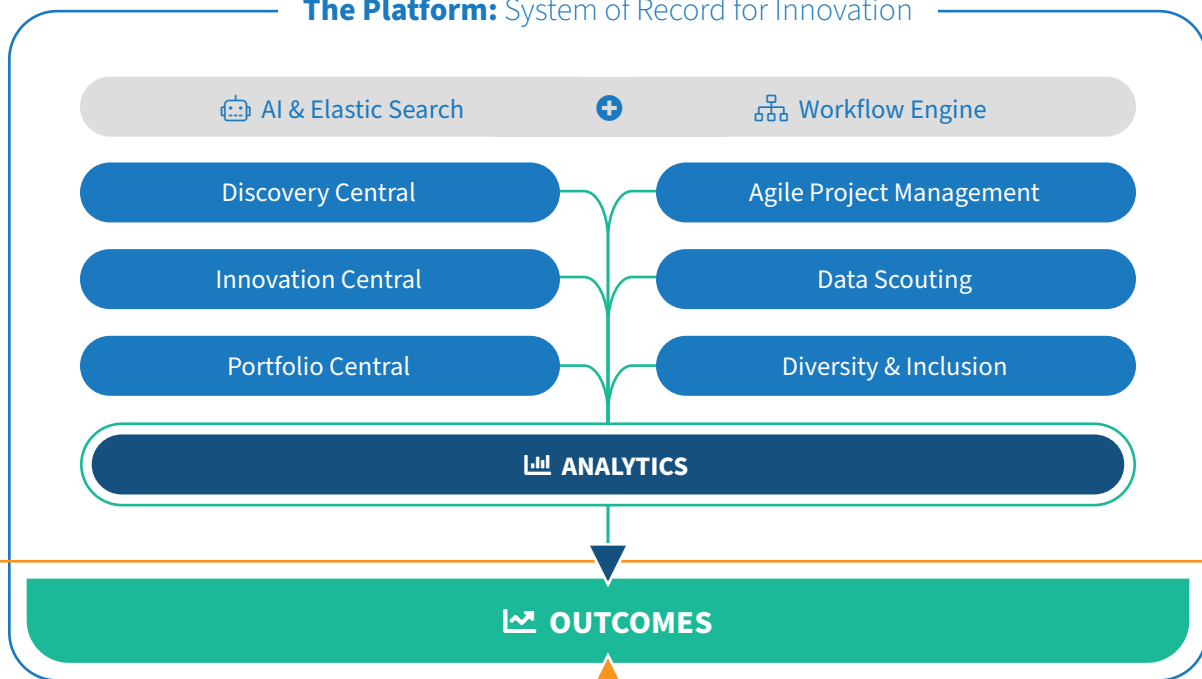 The Platform: System of Record for Innovation
AI & Elastic Search
Workflow Engine
Discovery Central
Agile Project Management
Innovation Central
Data Scouting
Portfolio Central
Diversity & Inclusion
ANALYTICS
OUTCOMES